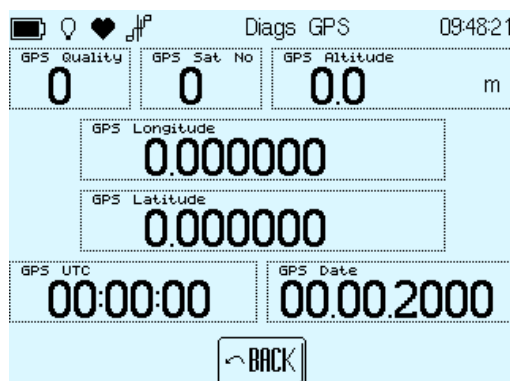 Diags GPS 09:48:21
GPS Quality GPS Sat No GPS Altitude
0 0 0.0 m
GPS Longitude
0.000000
GPS Latitude
0.000000
GPS UTC GPS Date
00:00:00 00.00.2000
BACK